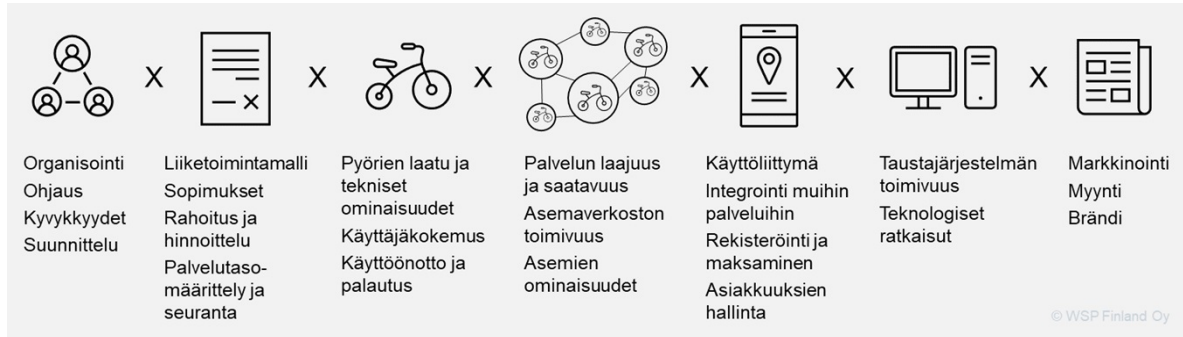 X X X X X X
Organisointi
Ohjaus
Kyvykkyydet
Suunnittelu
Liiketoimintamalli
Sopimukset
Rahoitus ja
hinnoittelu
Palvelutaso-
määrittely ja
seuranta
Pyörien laatu ja
tekniset
ominaisuudet
Käyttäjäkokemus
Käyttöönotto ja
palautus
Palvelun laajuus
ja saatavuus
Asemaverkoston
toimivuus
Asemien
ominaisuudet
Käyttöliittymä
Integrointi muihin
palveluihin
Rekisteröinti ja
maksaminen
Asiakkuuksien
hallinta
Taustajärjestelmän
toimivuus
Teknologiset
ratkaisut
Markkinointi
Myynti
Brändi
© WSP Finland Oy